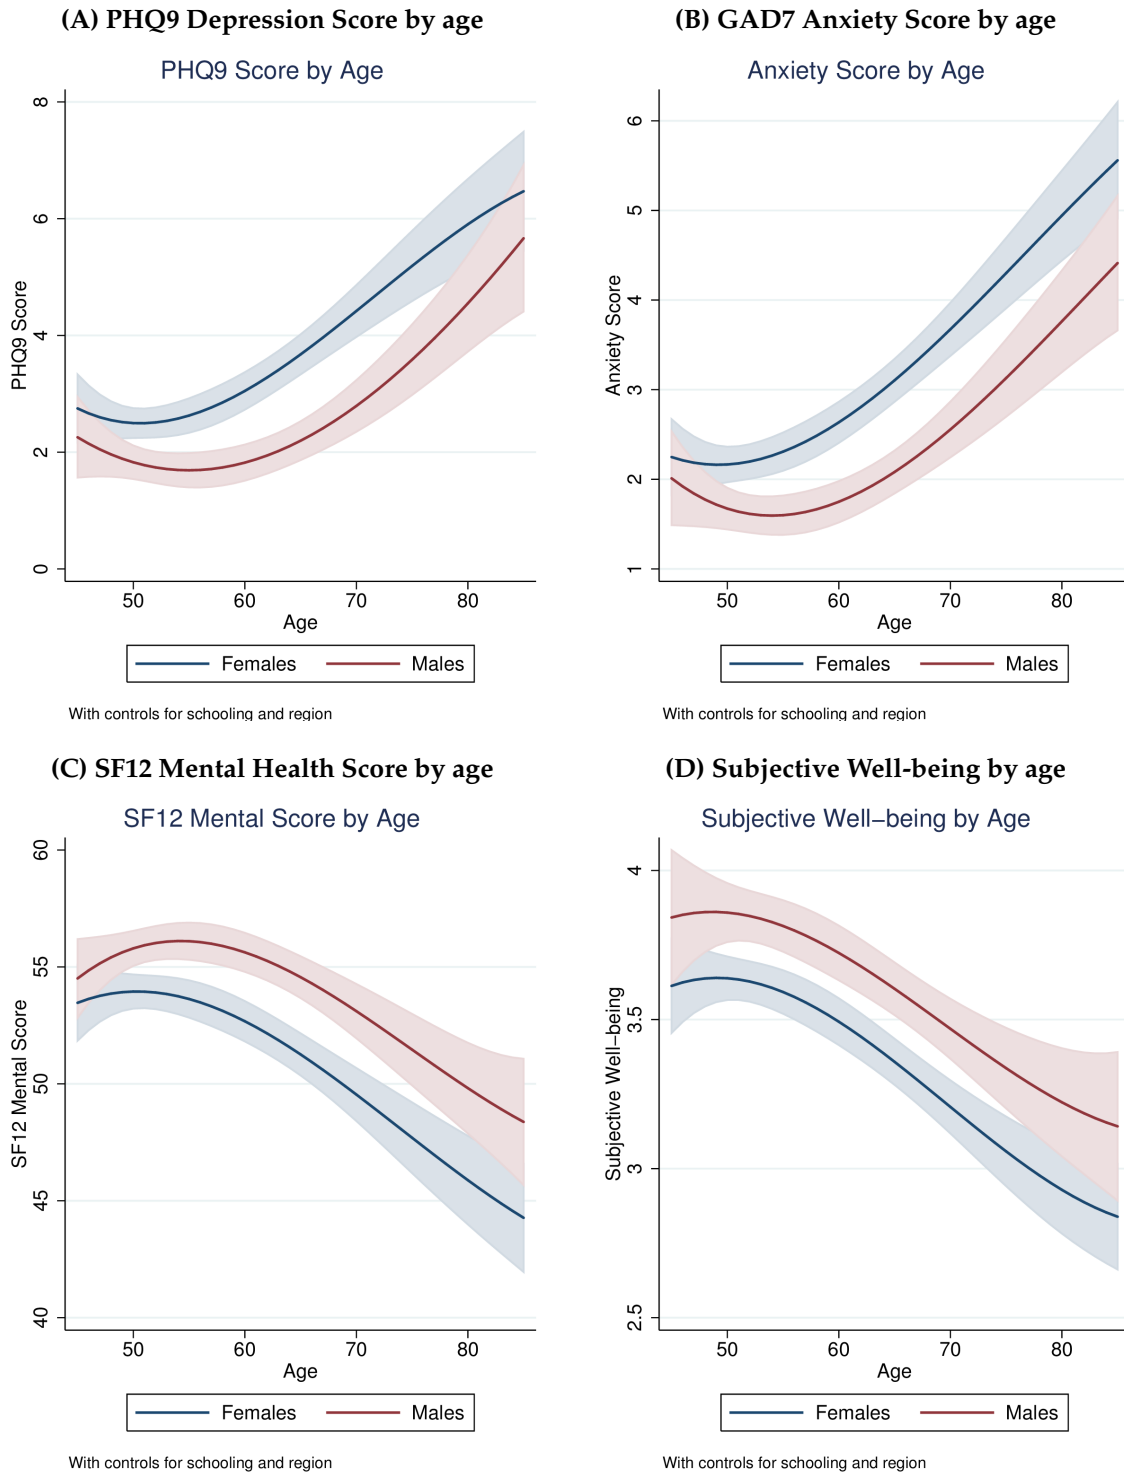 (A) PHQ9 Depression Score by age
PHQ9 Score by Age
8
6
4
2
0
PHQ9 Score
50 60 70 80
Age
Females Males
With controls for schooling and region
(B) GAD7 Anxiety Score by age
Anxiety Score by Age
6
5
4
3
2
1
Anxiety Score
50 60 70 80
Age
Females Males
With controls for schooling and region
(C) SF12 Mental Health Score by age
SF12 Mental Score by Age
60
55
50
45
40
SF12 Mental Score
50 60 70 80
Age
Females Males
With controls for schooling and region
(D) Subjective Well-being by age
Subjective Well−being by Age
4
3.5
3
2.5
Subjective Well−being
50 60 70 80
Age
Females Males
With controls for schooling and region